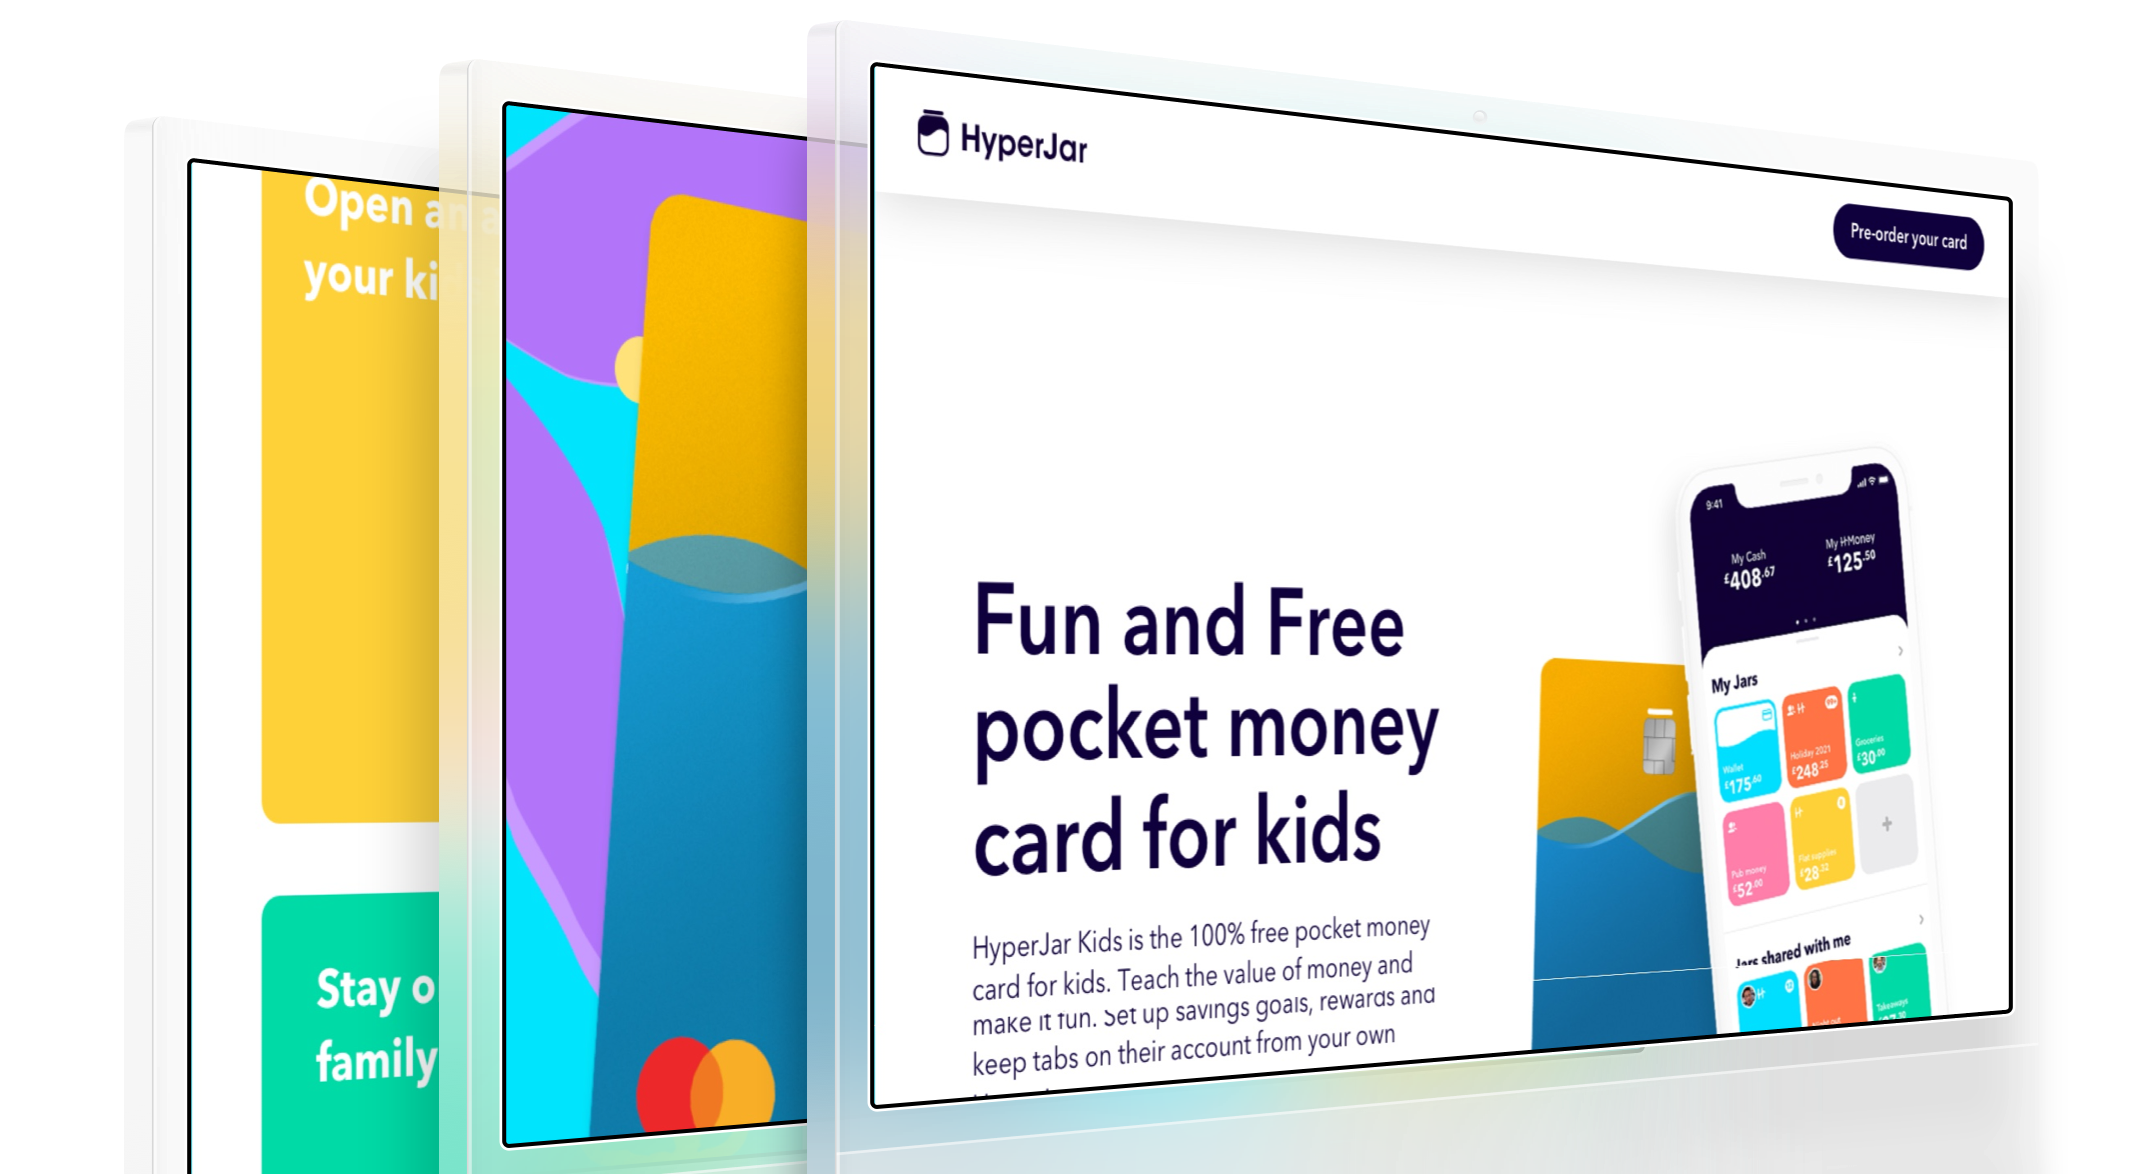 Open an a
your ki
Stay o
family
HyperJar
Pre-order your card
Fun and Free
pocket money
card for kids
HyperJar Kids is the 100% free pocket money
card for kids. Teach the value of money and
make it fun. Set up savings goals, rewards and
keep tabs on their account from your own
9:41
My Cash
£408.67
My HMoney
£125.50
My Jars
Wallet
£175.60
Holiday 2021
£248.25
Groceries
£30.00
Pub money
£52.00
Flat supplies
£28.32
+
Jars shared with me
Takeaways